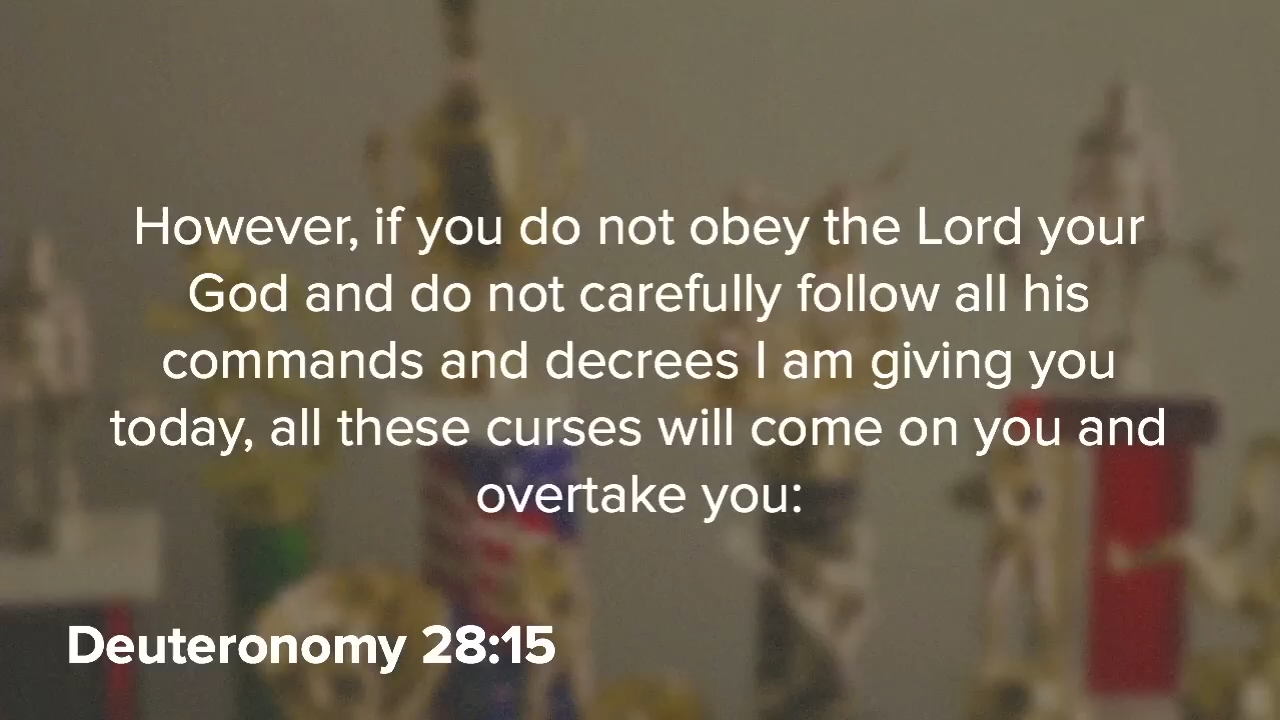 However, if you do not obey the Lord your
God and do not carefully follow all his
commands and decrees I am giving you
today, all these curses will come on you and
overtake you:
Deuteronomy 28:15